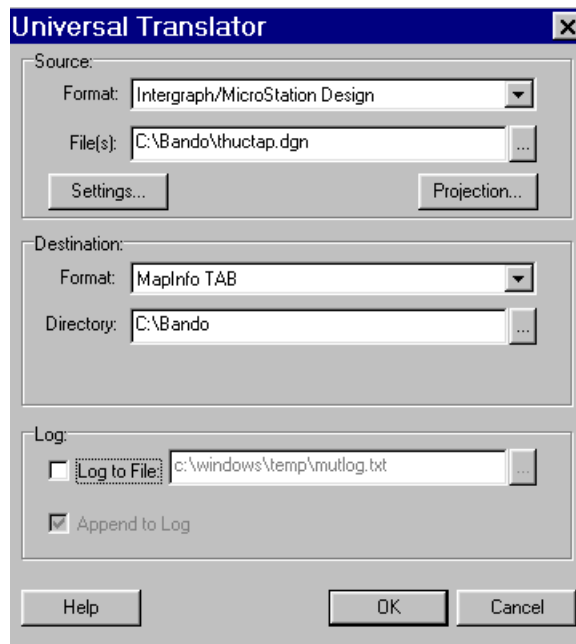 Universal Translator
Source:
Format: Intergraph/MicroStation Design
File(s): C:\Bando\thuctap.dgn ...
Settings... Projection...
Destination:
Format: MapInfo TAB
Directory: C:\Bando ...
Log:
Log to File: c:\windows\temp\mutlog.txt ...
Append to Log
Help OK Cancel